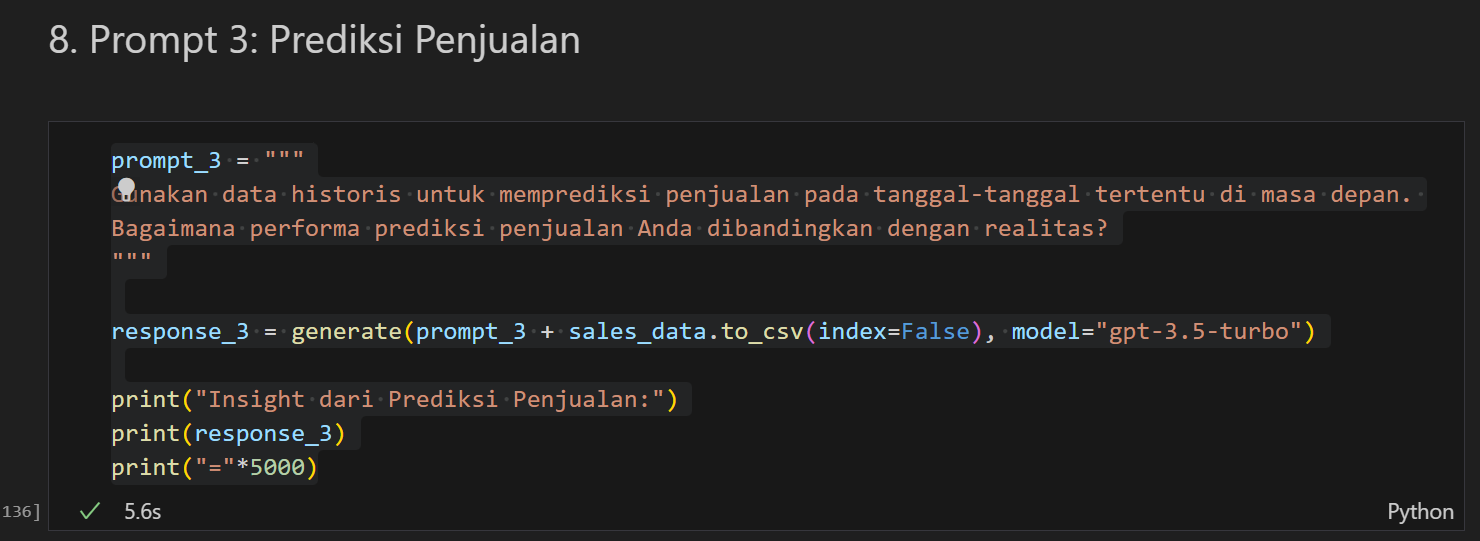 8. Prompt 3: Prediksi Penjualan
prompt_3 = """
Gunakan data historis untuk memprediksi penjualan pada tanggal-tanggal tertentu di masa depan.
Bagaimana performa prediksi penjualan Anda dibandingkan dengan realitas?
"""
response_3 = generate(prompt_3 + sales_data.to_csv(index=False), model="gpt-3.5-turbo")
print("Insight dari Prediksi Penjualan:")
print(response_3)
print("="*5000)
136] 5.6s Python